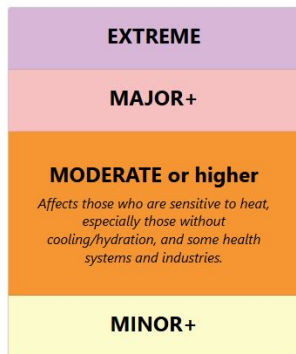 EXTREME
MAJOR+
MODERATE or higher
Affects those who are sensitive to heat,
especially those without
cooling/hydration, and some health
systems and industries.
MINOR+